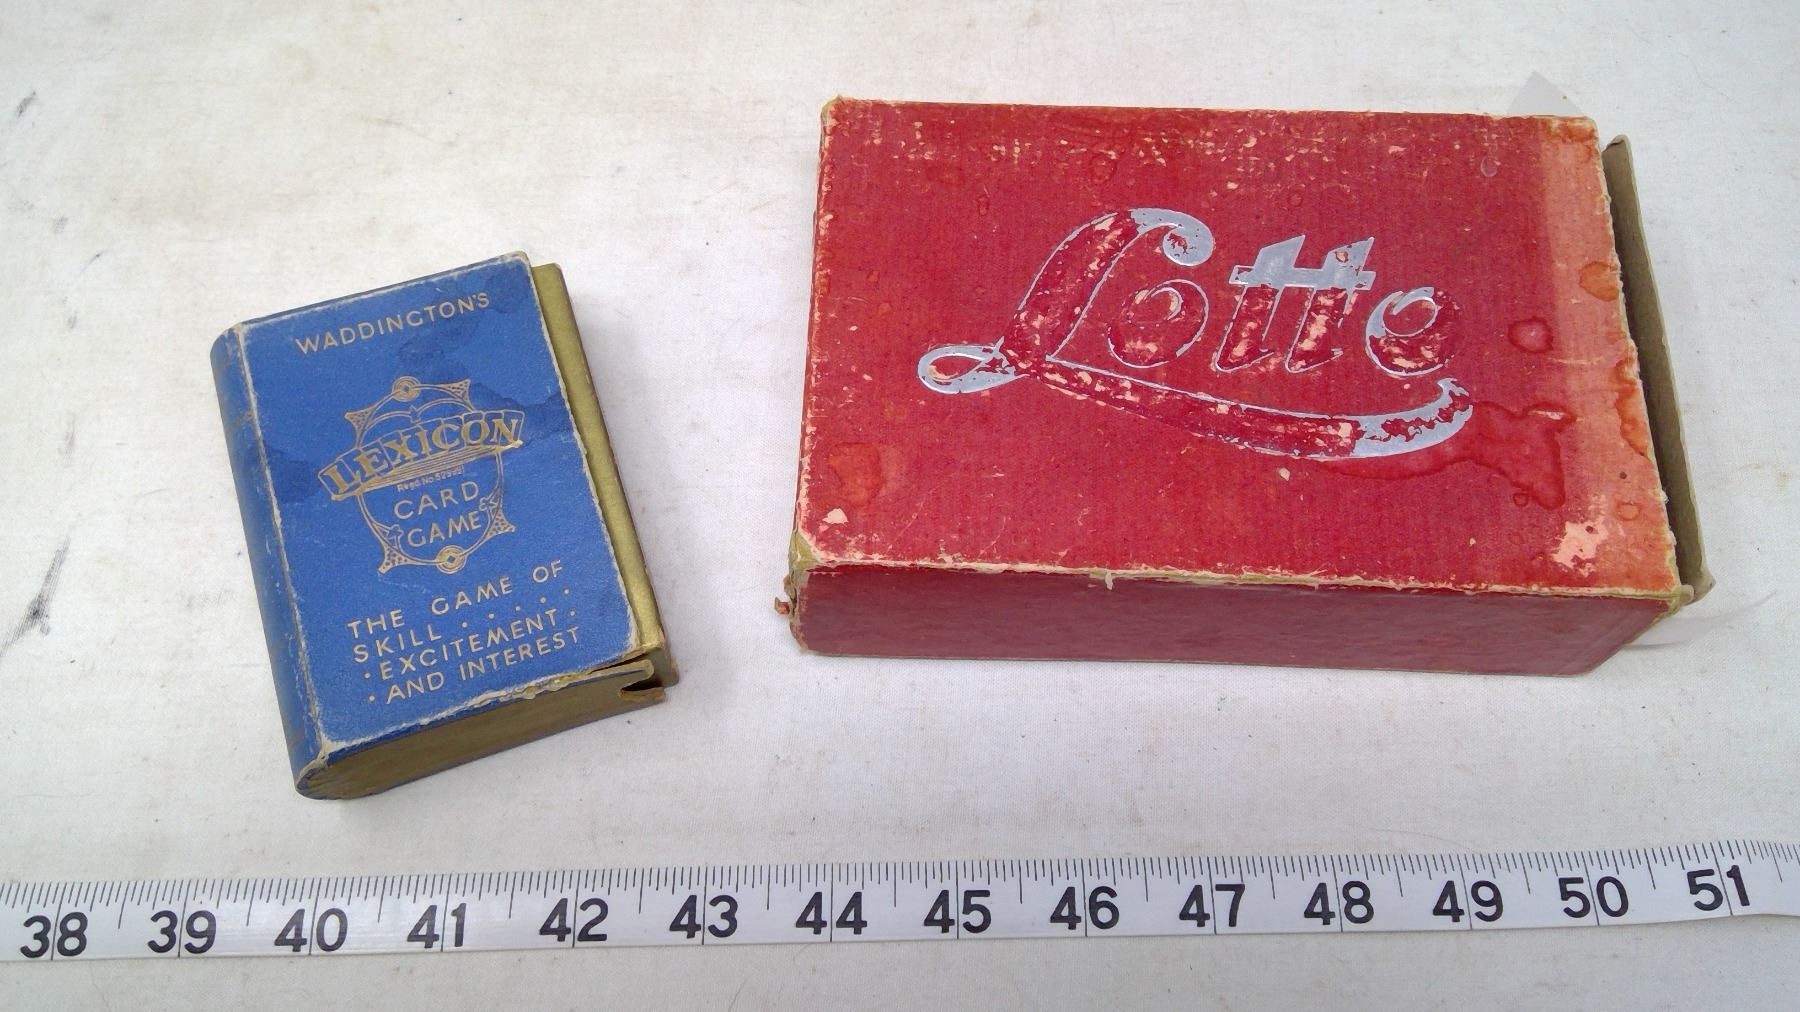 WADDINGTON'S
LEXICON
CARD
GAME
THE GAME OF
SKILL . . . . .
. EXCITEMENT .
. AND INTEREST
Lotto
38 39 40 41 42 43 44 45 46 47 48 49 50 51